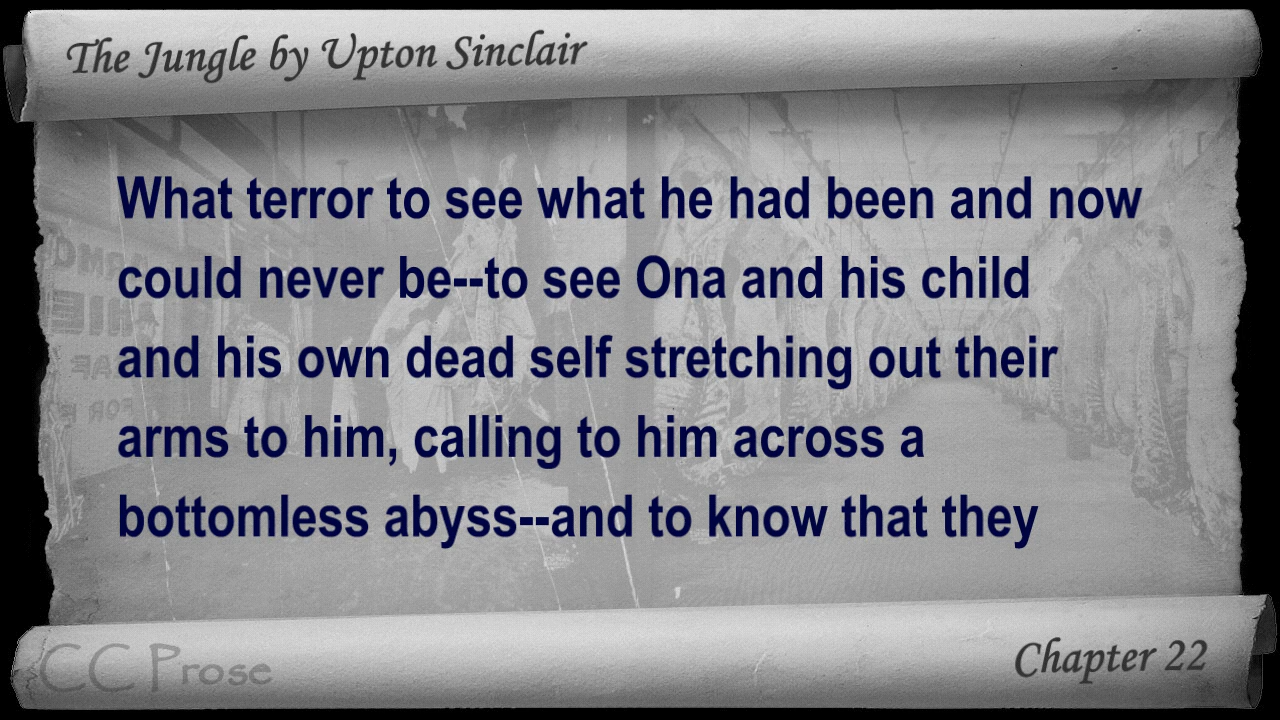 The Jungle by Upton Sinclair
What terror to see what he had been and now
could never be--to see Ona and his child
and his own dead self stretching out their
arms to him, calling to him across a
bottomless abyss--and to know that they
CC Prose
Chapter 22